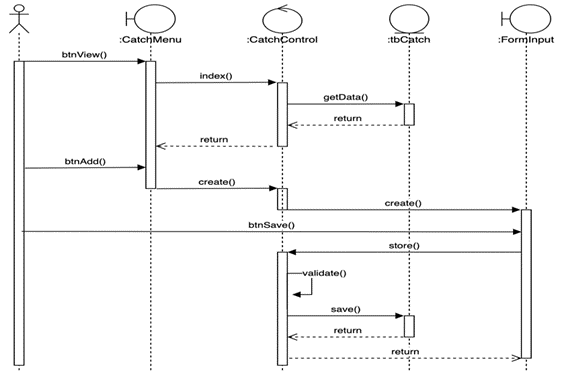 :CatchMenu :CatchControl :tbCatch :FormInput
btnView()
index()
getData()
return
return
btnAdd()
create()
create()
btnSave()
store()
validate()
save()
return
return